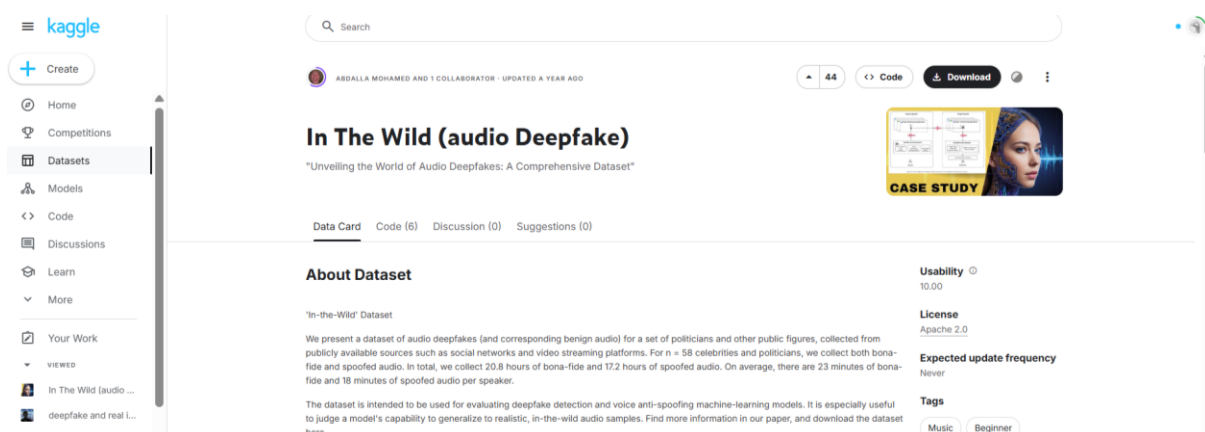 kaggle
Search
Create
Home
Competitions
Datasets
Models
Code
Discussions
Learn
More
Your Work
VIEWED
In The Wild (audio ...
deepfake and real i...
ABDALLA MOHAMED AND 1 COLLABORATOR · UPDATED A YEAR AGO
44
<> Code
Download
In The Wild (audio Deepfake)
"Unveiling the World of Audio Deepfakes: A Comprehensive Dataset"
CASE STUDY
Data Card Code (6) Discussion (0) Suggestions (0)
About Dataset
'In-the-Wild' Dataset
We present a dataset of audio deepfakes (and corresponding benign audio) for a set of politicians and other public figures, collected from
publicly available sources such as social networks and video streaming platforms. For n = 58 celebrities and politicians, we collect both bona-
fide and spoofed audio. In total, we collect 20.8 hours of bona-fide and 17.2 hours of spoofed audio. On average, there are 23 minutes of bona-
fide and 18 minutes of spoofed audio per speaker.
The dataset is intended to be used for evaluating deepfake detection and voice anti-spoofing machine-learning models. It is especially useful
to judge a model's capability to generalize to realistic, in-the-wild audio samples. Find more information in our paper, and download the dataset
Usability
10.00
License
Apache 2.0
Expected update frequency
Never
Tags
Music Beginner